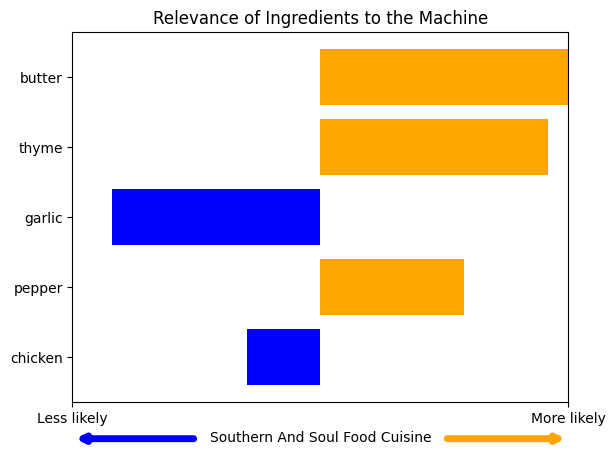 Relevance of Ingredients to the Machine
butter
thyme
garlic
pepper
chicken
Less likely
More likely
Southern And Soul Food Cuisine